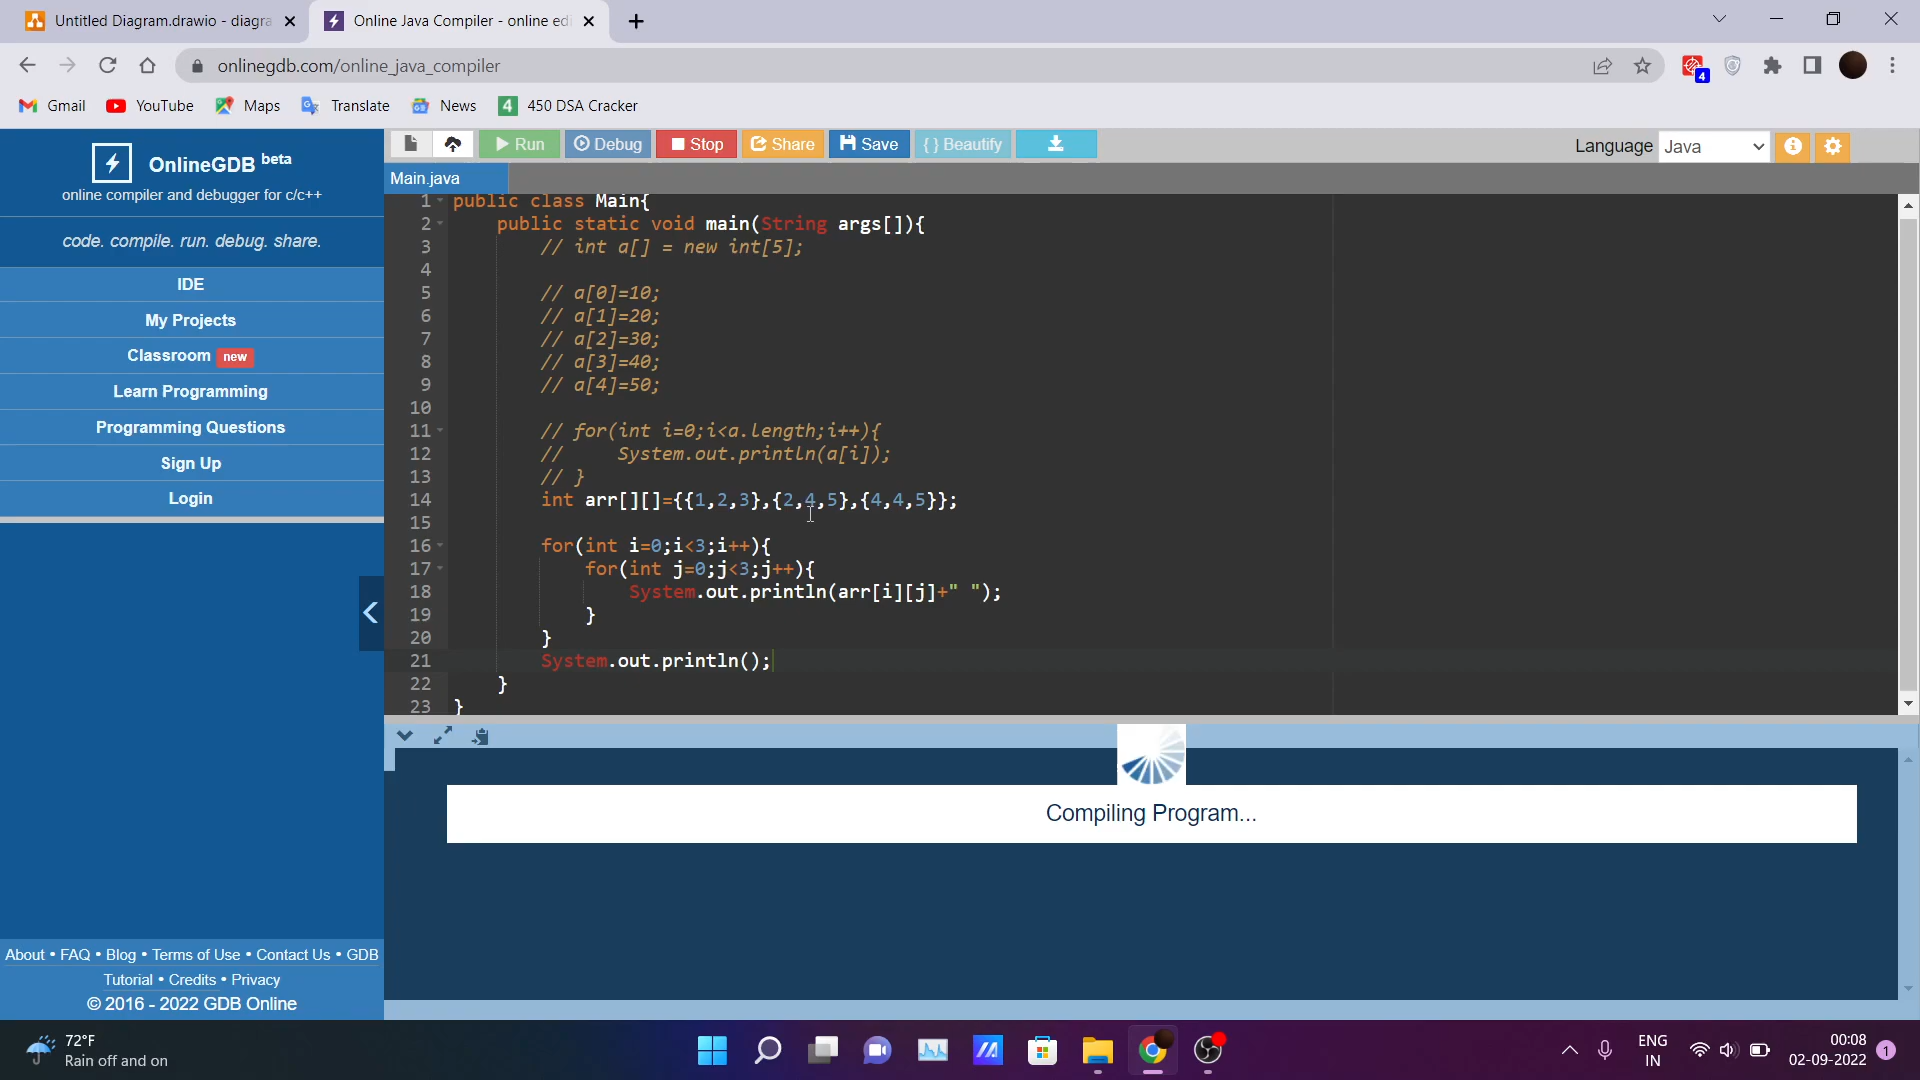 Untitled Diagram.drawio - diagra
Online Java Compiler - online edi
onlinegdb.com/online_java_compiler
4
Gmail YouTube Maps Translate News 4 450 DSA Cracker
OnlineGDB beta
online compiler and debugger for c/c++
code. compile. run. debug. share.
IDE
My Projects
Classroom new
Learn Programming
Programming Questions
Sign Up
Login
About • FAQ • Blog • Terms of Use • Contact Us • GDB
Tutorial • Credits • Privacy
© 2016 - 2022 GDB Online
Run Debug Stop Share Save { } Beautify
Language Java
Main.java
1 public class Main{
2 public static void main(String args[]){
3 // int a[] = new int[5];
4
5 // a[0]=10;
6 // a[1]=20;
7 // a[2]=30;
8 // a[3]=40;
9 // a[4]=50;
10
11 // for(int i=0;i<a.length;i++){
12 //     System.out.println(a[i]);
13 // }
14 int arr[][]={{1,2,3},{2,4,5},{4,4,5}};
15
16 for(int i=0;i<3;i++){
17 for(int j=0;j<3;j++){
18 System.out.println(arr[i][j]+" ");
19 }
20 }
21 System.out.println();
22 }
23 }
Compiling Program...
72°F
Rain off and on
ENG
IN
00:08
02-09-2022
1